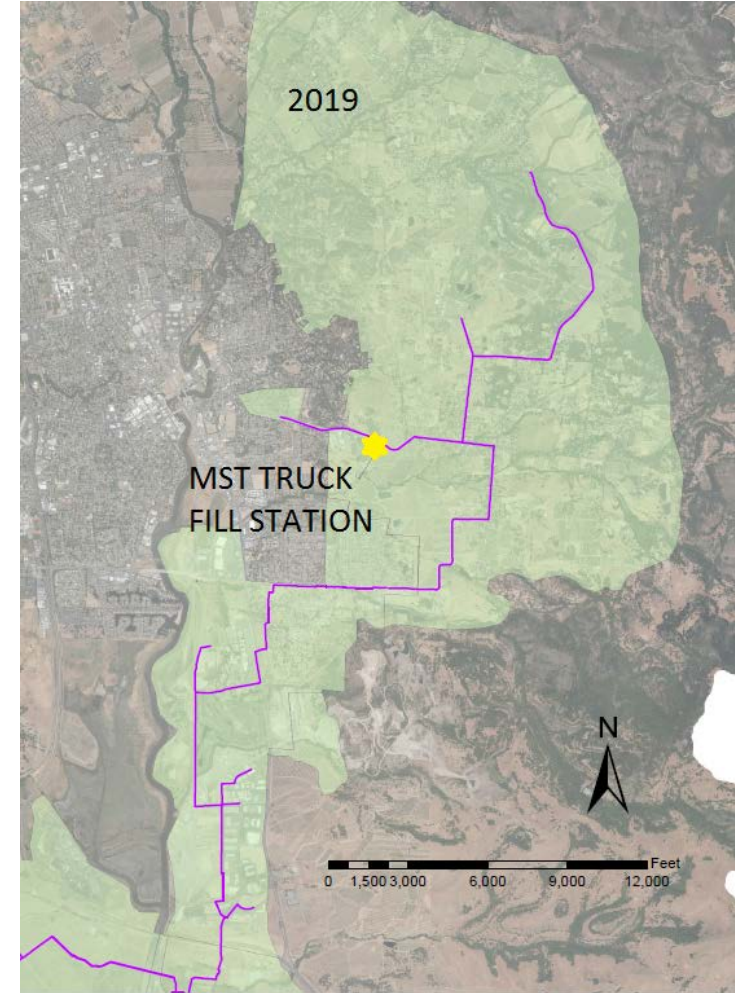 2019
MST TRUCK
FILL STATION
N
Feet
0 1,500 3,000 6,000 9,000 12,000